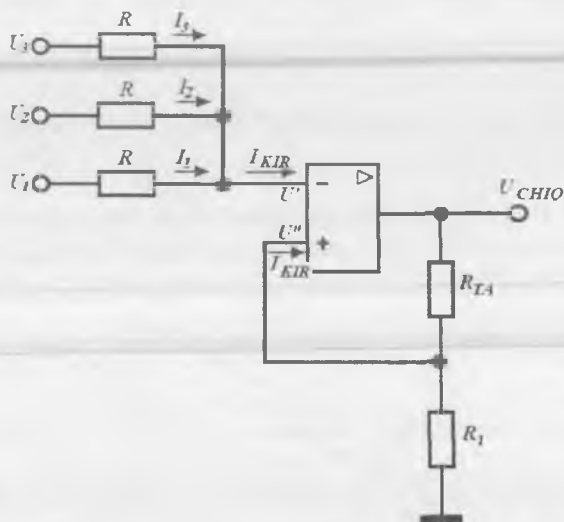 U3
R
I3
U2
R
I2
U1
R
I1
IKIR
U'
-
▷
UCHIQ
U"
+
IKIR
RTA
R1